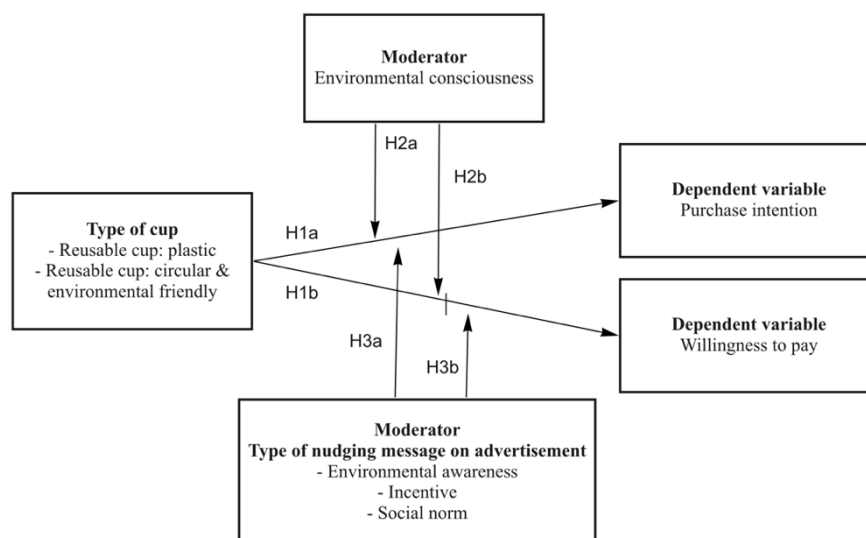 Moderator
Environmental consciousness
H2a
H2b
Dependent variable
Purchase intention
Type of cup
- Reusable cup: plastic
- Reusable cup: circular &
environmental friendly
H1a
H1b
Dependent variable
Willingness to pay
H3a
H3b
Moderator
Type of nudging message on advertisement
- Environmental awareness
- Incentive
- Social norm